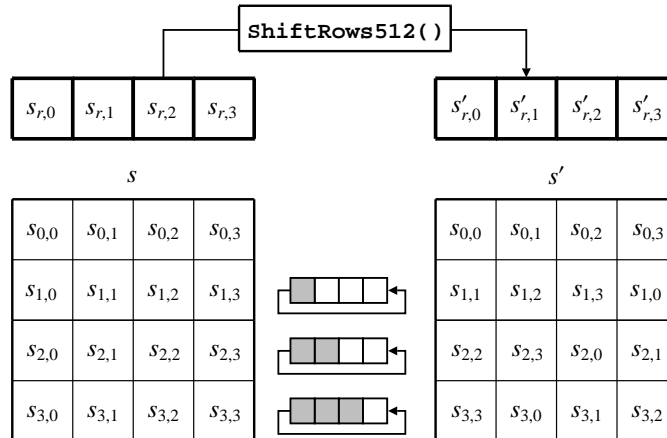 ShiftRows512()
s_{r,0} s_{r,1} s_{r,2} s_{r,3} s'_{r,0} s'_{r,1} s'_{r,2} s'_{r,3}
s s'
s_{0,0} s_{0,1} s_{0,2} s_{0,3} s_{0,0} s_{0,1} s_{0,2} s_{0,3}
s_{1,0} s_{1,1} s_{1,2} s_{1,3} s_{1,1} s_{1,2} s_{1,3} s_{1,0}
s_{2,0} s_{2,1} s_{2,2} s_{2,3} s_{2,2} s_{2,3} s_{2,0} s_{2,1}
s_{3,0} s_{3,1} s_{3,2} s_{3,3} s_{3,3} s_{3,0} s_{3,1} s_{3,2}